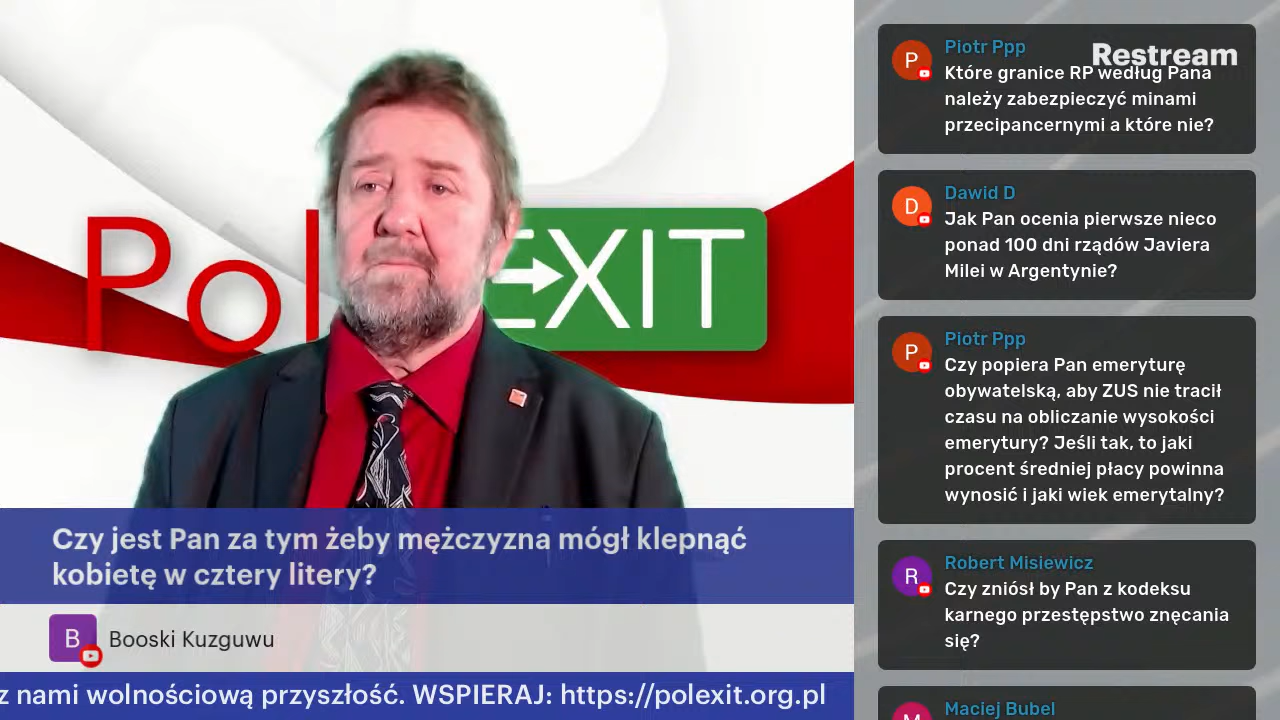 Pol EXIT
Czy jest Pan za tym żeby mężczyzna mógł klepnąć
kobietę w cztery litery?
B
Booski Kuzguwu
z nami wolnościową przyszłość. WSPIERAJ: https://polexit.org.pl
Restream
P
Piotr Ppp
Które granice RP według Pana
należy zabezpieczyć minami
przecipancernymi a które nie?
D
Dawid D
Jak Pan ocenia pierwsze nieco
ponad 100 dni rządów Javiera
Milei w Argentynie?
P
Piotr Ppp
Czy popiera Pan emeryturę
obywatelską, aby ZUS nie tracił
czasu na obliczanie wysokości
emerytury? Jeśli tak, to jaki
procent średniej płacy powinna
wynosić i jaki wiek emerytalny?
R
Robert Misiewicz
Czy zniósł by Pan z kodeksu
karnego przestępstwo znęcania
się?
M
Maciej Bubel